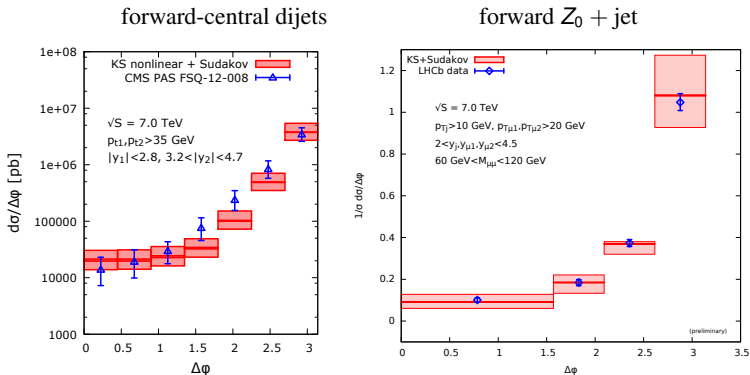 forward-central dijets
forward Z₀ + jet
1e+08
1e+07
1e+06
100000
10000
1000
dσ/Δφ [pb]
KS nonlinear + Sudakov
CMS PAS FSQ-12-008
√S = 7.0 TeV
pt1,pt2>35 GeV
|y1|<2.8, 3.2<|y2|<4.7
0 0.5 1 1.5 2 2.5 3
Δφ
1.2
1
0.8
0.6
0.4
0.2
0
1/σ dσ/Δφ
KS+Sudakov
LHCb data
√S = 7.0 TeV
pTj>10 GeV, pTμ1,pTμ2>20 GeV
2<yj,yμ1,yμ2<4.5
60 GeV<Mμμ<120 GeV
(preliminary)
0 0.5 1 1.5 2 2.5 3 3.5
Δφ